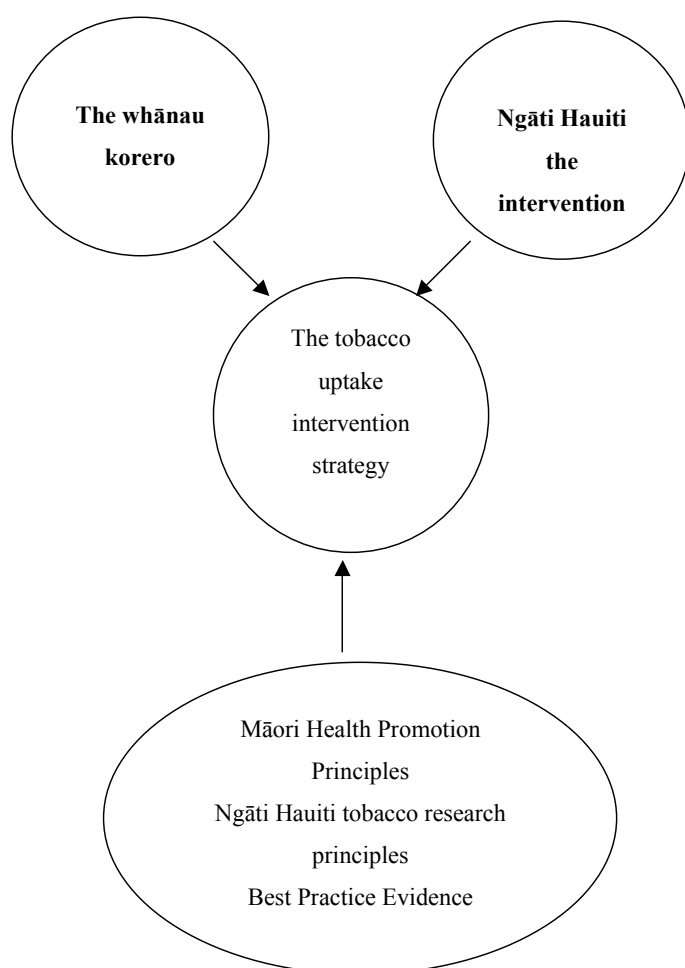 The whānau
korero
Ngāti Hauiti
the
intervention
The tobacco
uptake
intervention
strategy
Māori Health Promotion
Principles
Ngāti Hauiti tobacco research
principles
Best Practice Evidence